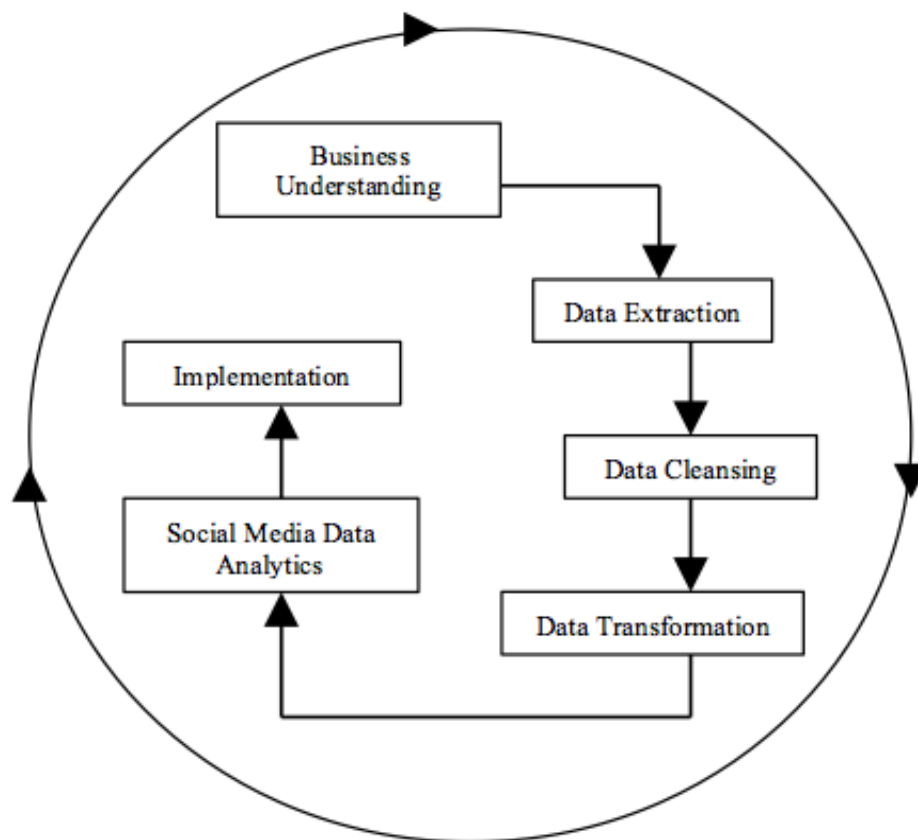 Business
Understanding
Data Extraction
Implementation
Data Cleansing
Social Media Data
Analytics
Data Transformation